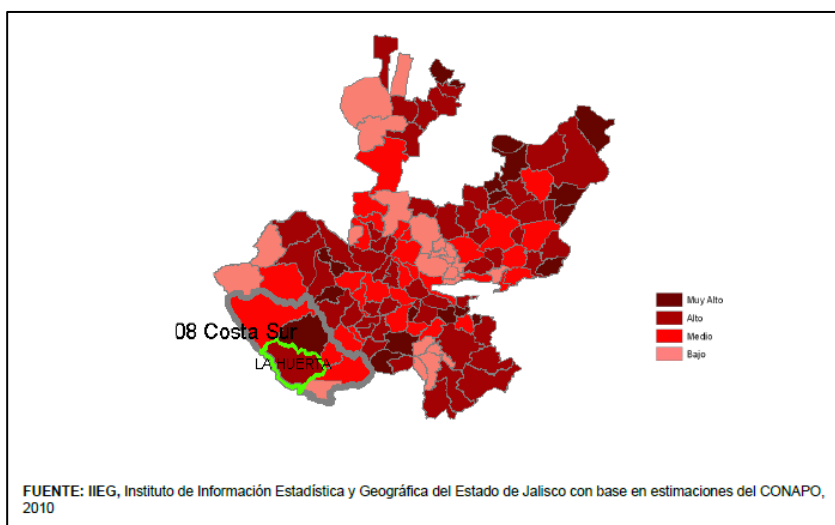 08 Costa Sur
LA HUERTA
Muy Alto
Alto
Medio
Bajo
FUENTE: IIEG, Instituto de Información Estadística y Geográfica del Estado de Jalisco con base en estimaciones del CONAPO,
2010